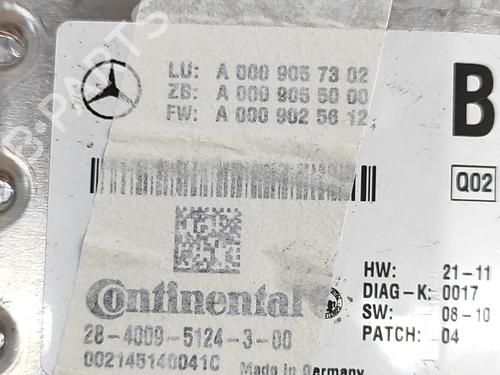 B-PARTS
LU: A 000 905 73 02
ZB: A 000 905 50 00
FW: A 000 902 56 12
B
Q02
Continental
28-4009-5124-3-00
002145140041C
Made in Germany
HW: 21-11
DIAG-K: 0017
SW: 08-10
PATCH: 04